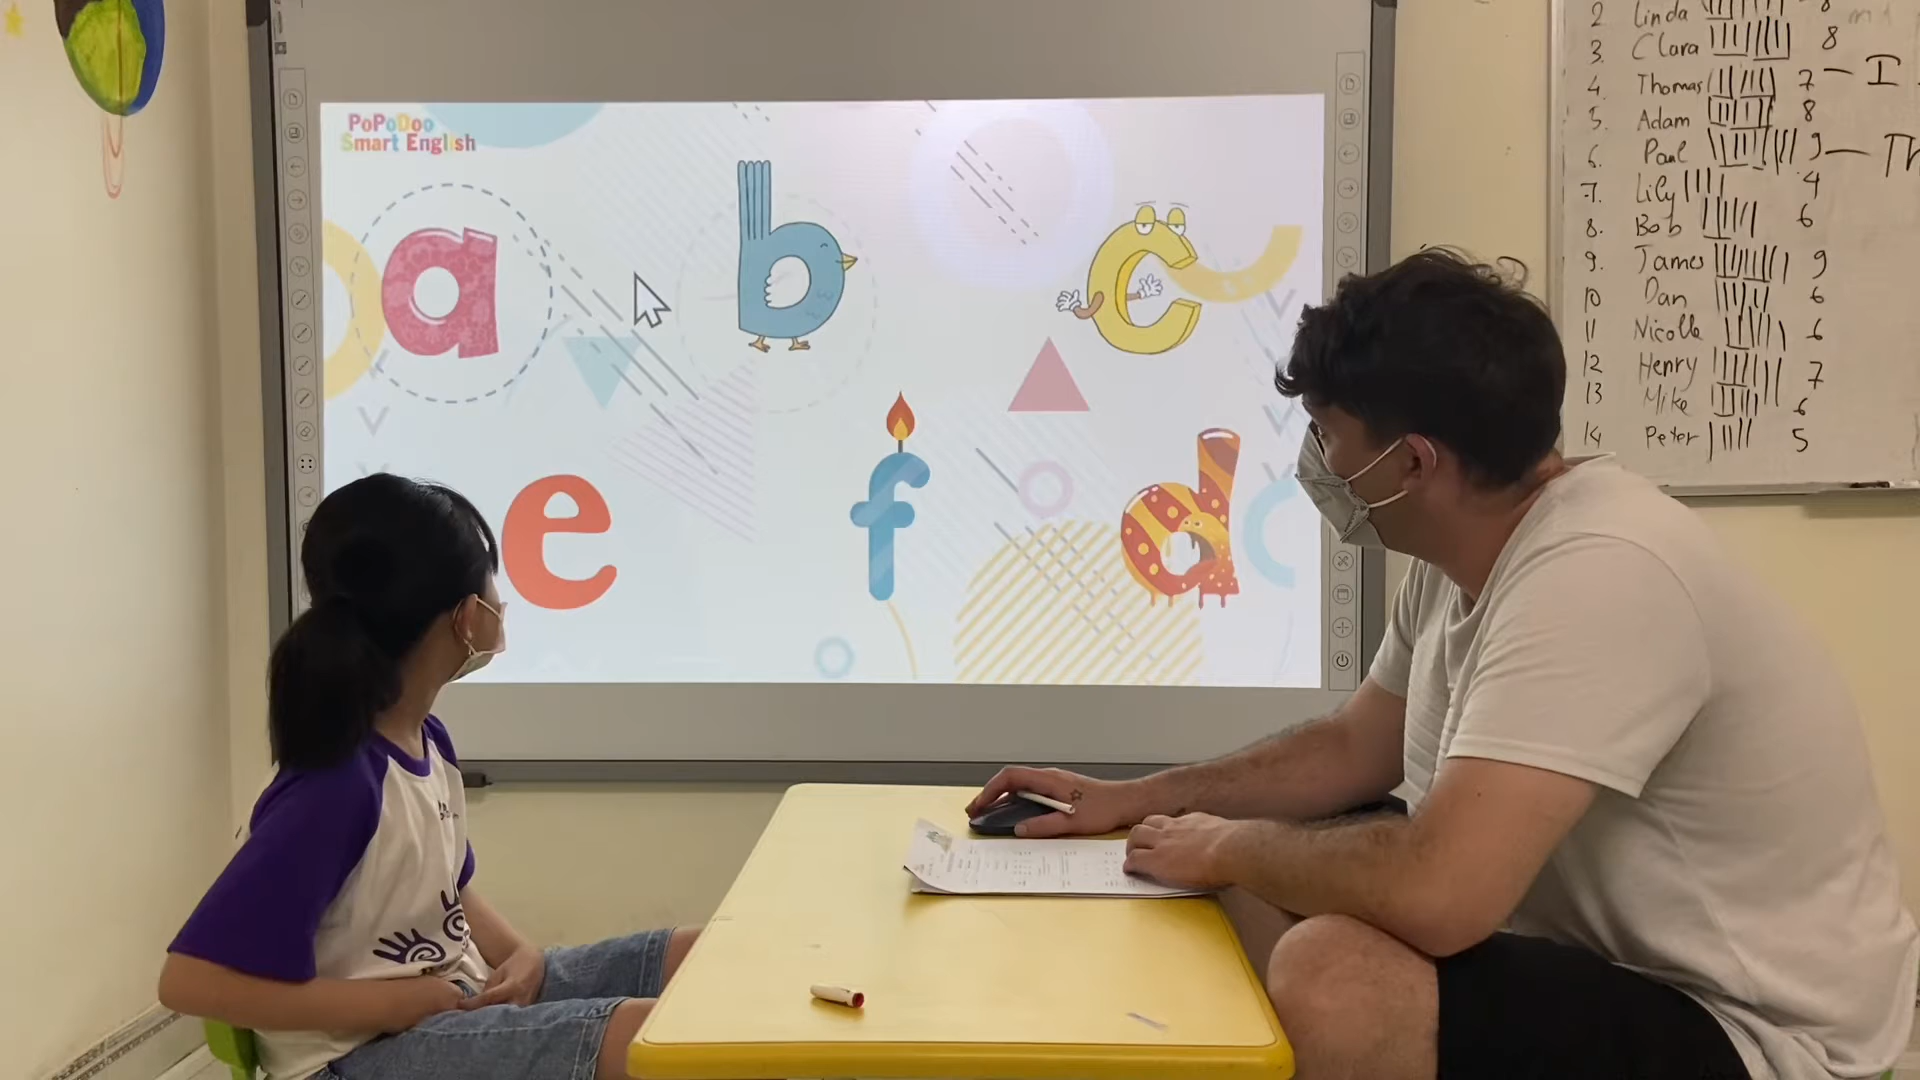 PoPoDoo
Smart English
a b c
e f d
2. Linda 8
3. Clara 8
4. Thomas 7 – I
5. Adam 8
6. Paul 9 – Th
7. Lily 4
8. Bob 6
9. James 9
10 Dan 6
11 Nicolle 6
12 Henry 7
13 Mike 6
14 Peter 5